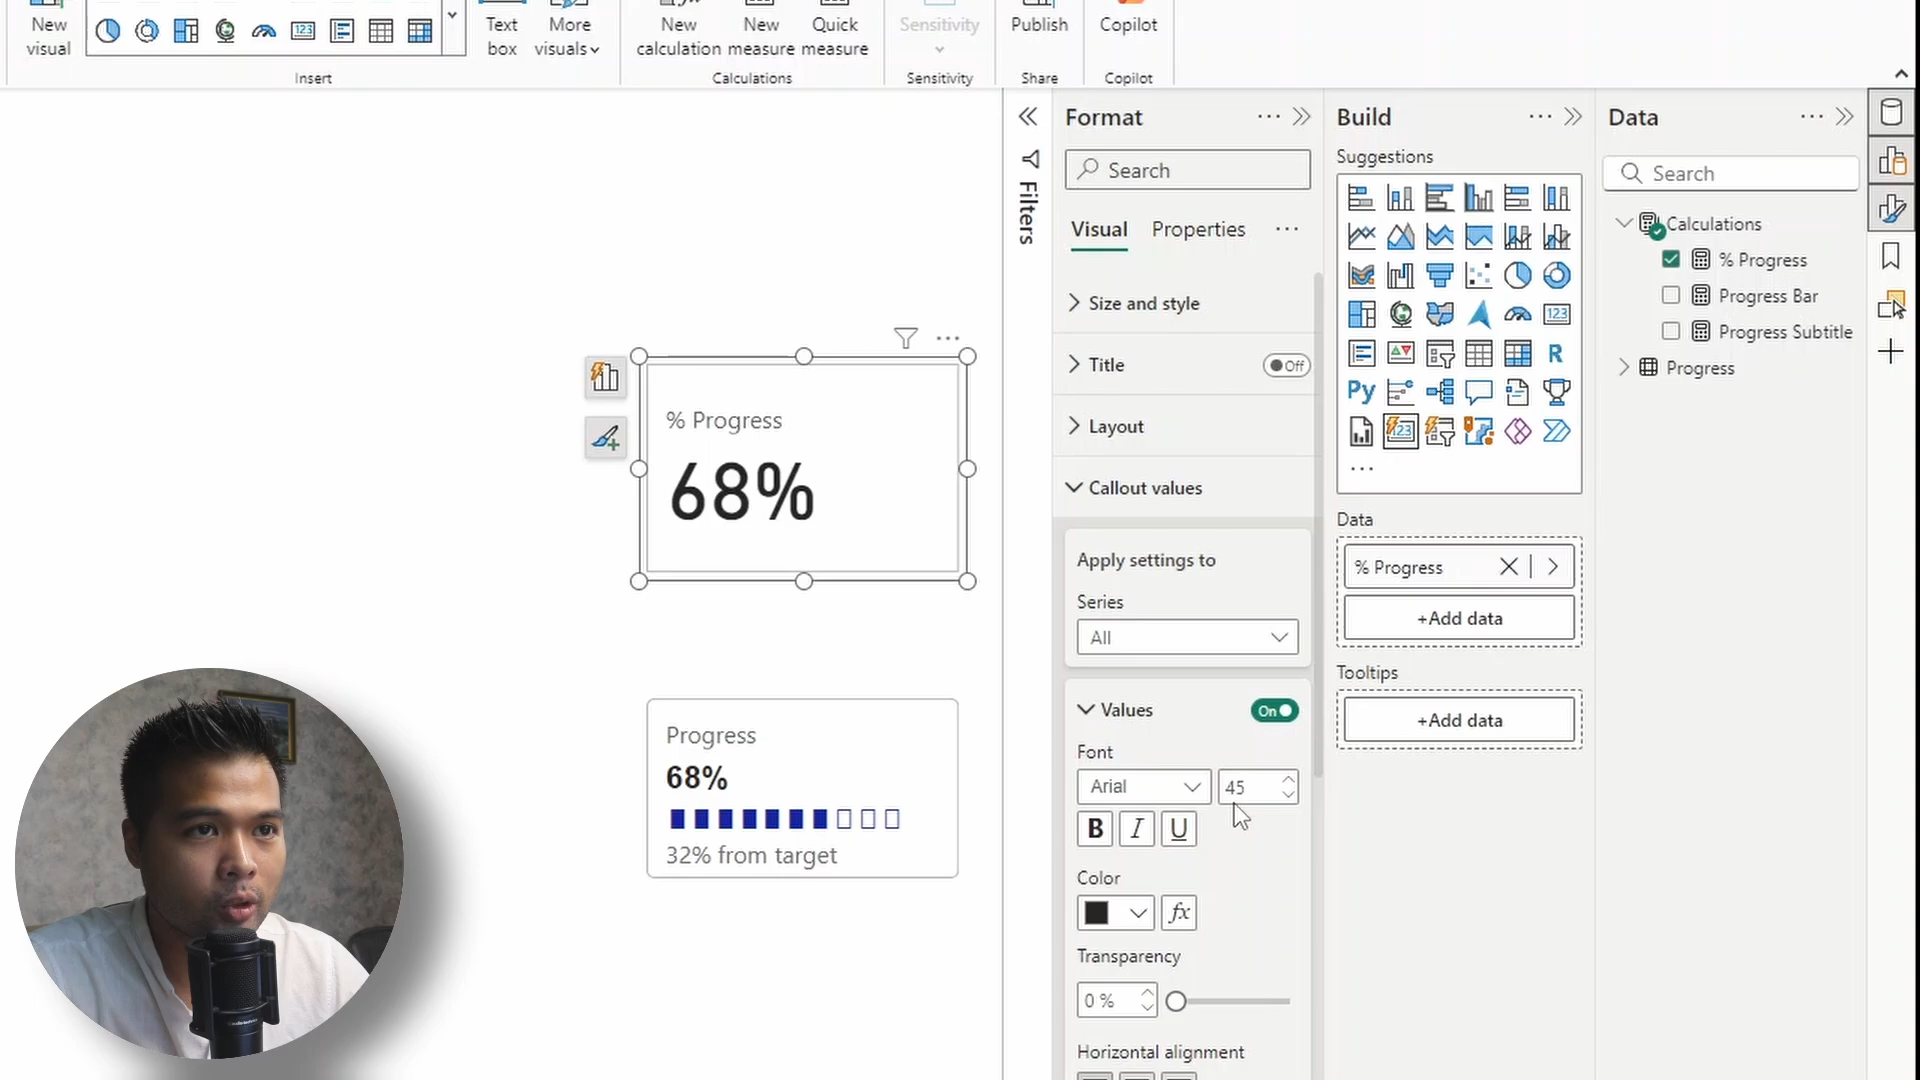 New
visual
Text
box
More
visuals
New
calculation
New
measure
Quick
measure
Sensitivity
Publish
Copilot
Insert
Calculations
Sensitivity
Share
Copilot
Filters
Format
Search
Visual
Properties
Size and style
Title
Off
Layout
Callout values
Apply settings to
Series
All
Values
On
Font
Arial
45
B I U
Color
fx
Transparency
0 %
Horizontal alignment
Build
Suggestions
123
R
Py
123
Data
% Progress
+Add data
Tooltips
+Add data
Data
Search
Calculations
% Progress
Progress Bar
Progress Subtitle
Progress
% Progress
68%
Progress
68%
32% from target